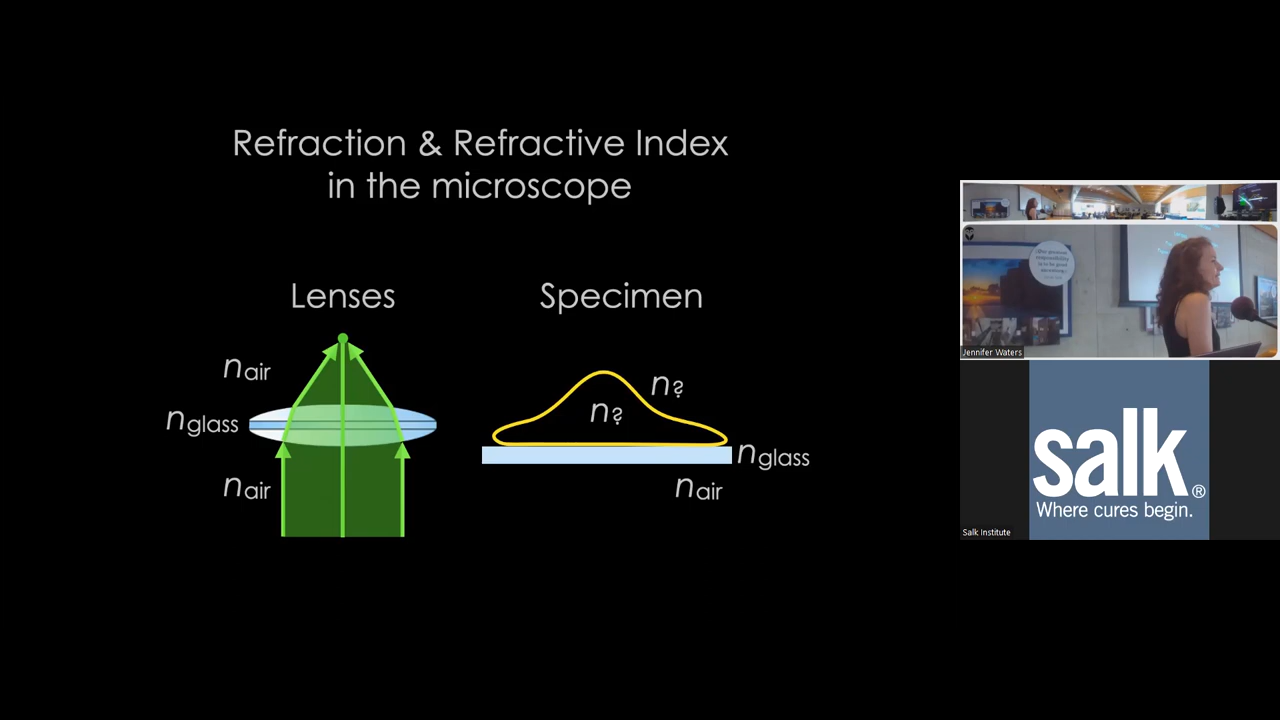 Refraction & Refractive Index
in the microscope
Lenses
Specimen
n air
n glass
n air
n ?
n ?
n glass
n air
Jennifer Waters
salk®
Where cures begin.
Salk Institute